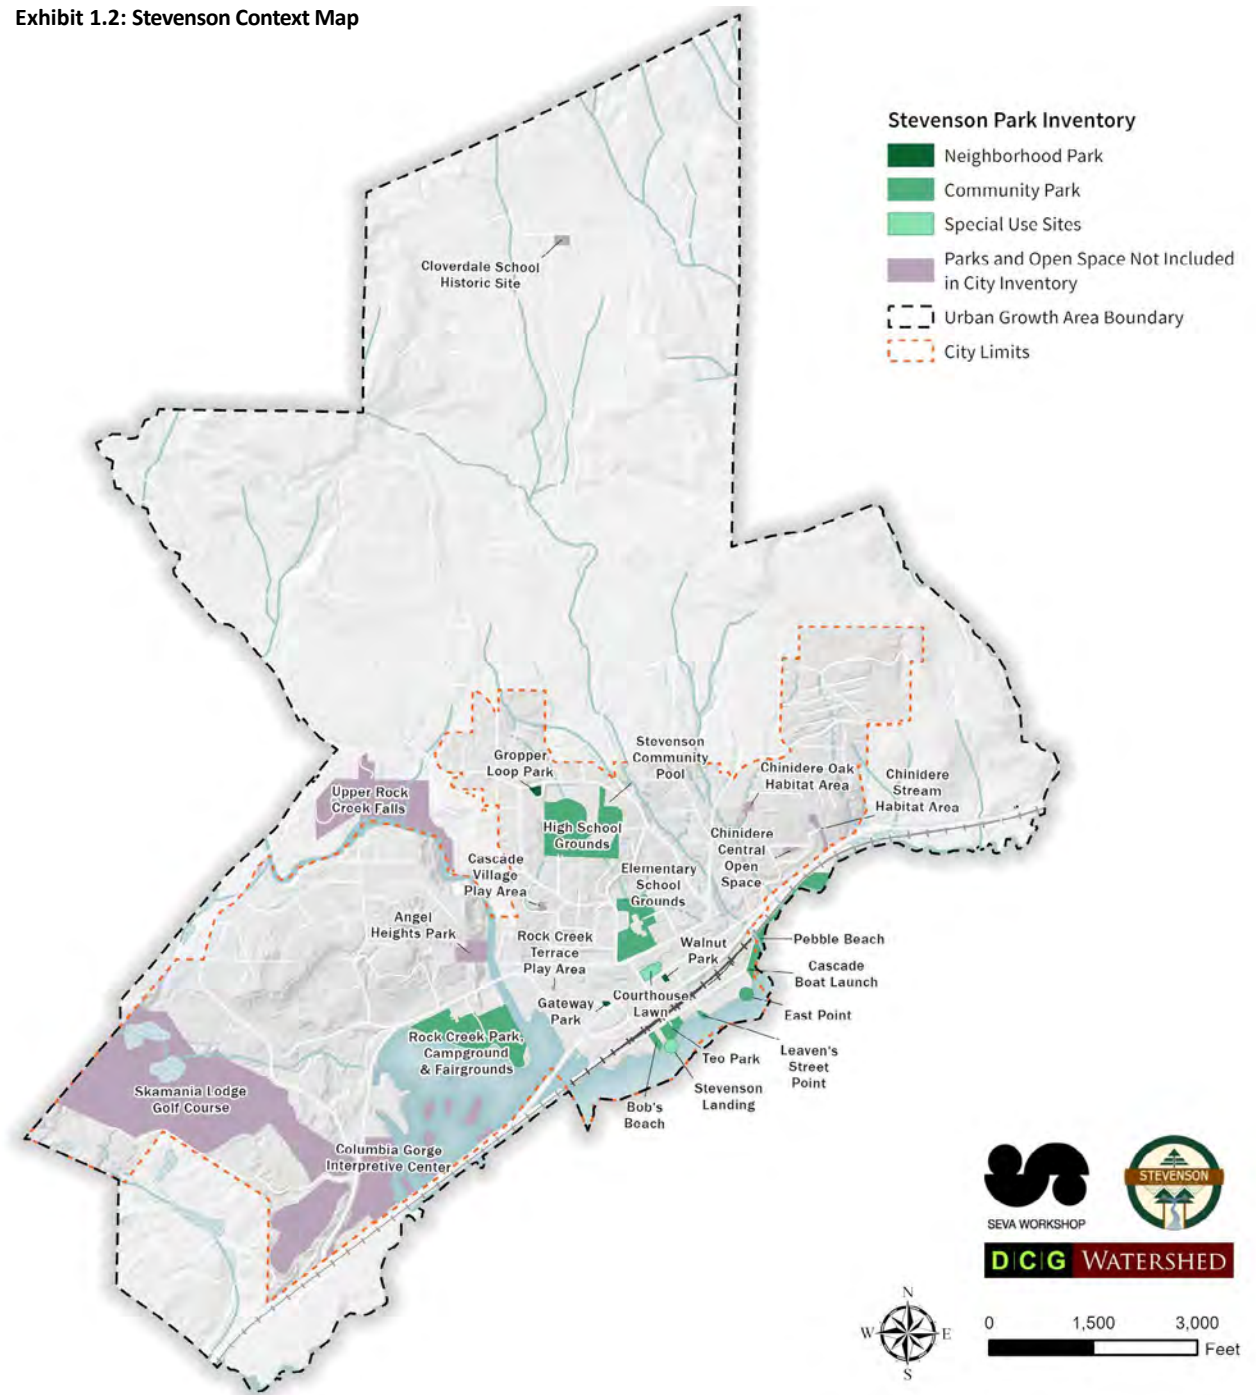 Exhibit 1.2: Stevenson Context Map
Stevenson Park Inventory
Neighborhood Park
Community Park
Special Use Sites
Parks and Open Space Not Included
in City Inventory
Urban Growth Area Boundary
City Limits
Cloverdale School
Historic Site
Stevenson
Community
Pool
Gropper
Loop Park
Chinidere Oak
Habitat Area
Chinidere
Stream
Habitat Area
Upper Rock
Creek Falls
High School
Grounds
Chinidere
Central
Open
Space
Cascade
Village
Play Area
Elementary
School
Grounds
Angel
Heights Park
Rock Creek
Terrace
Play Area
Walnut
Park
Pebble Beach
Cascade
Boat Launch
Gateway
Park
Courthouse
Lawn
East Point
Rock Creek Park,
Campground
& Fairgrounds
Teo Park
Leaven's
Street
Point
Stevenson
Landing
Bob's
Beach
Skamania Lodge
Golf Course
Columbia Gorge
Interpretive Center
SEVA WORKSHOP
STEVENSON
D|C|G WATERSHED
N
W E
S
0 1,500 3,000
Feet